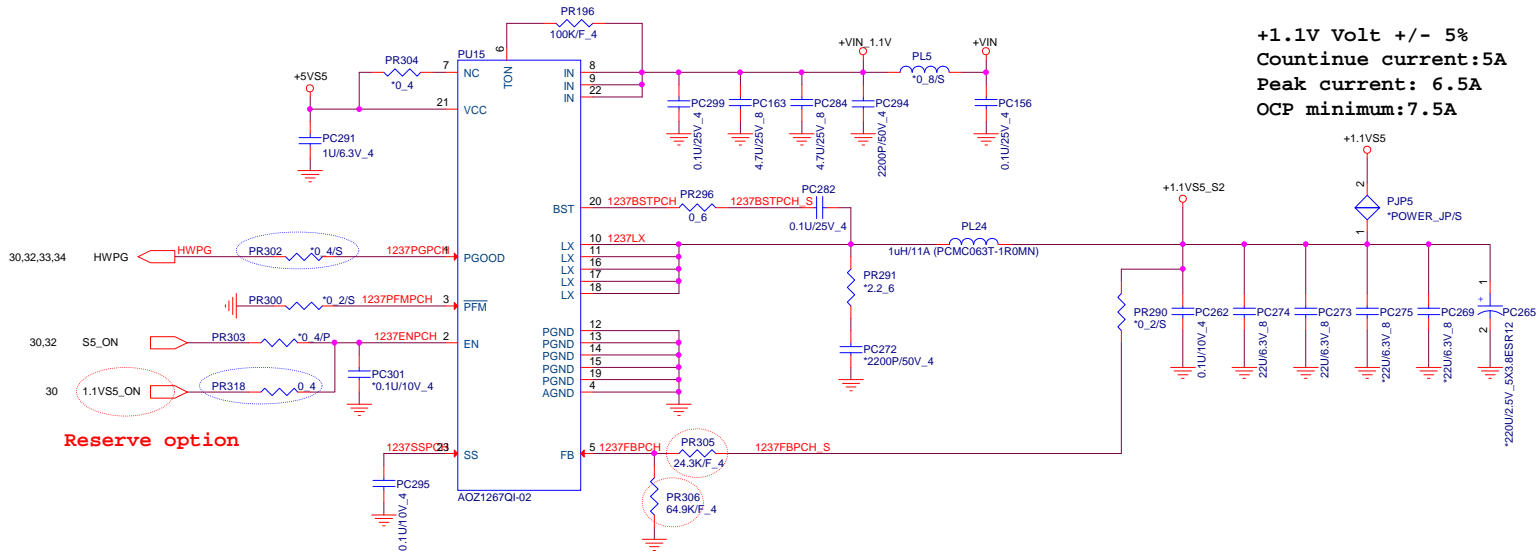 PR196
100K/F_4
6
TON
PU15
PR304
*0_4
7
NC
+5VS5
21
VCC
PC291
1U/6.3V_4
8
IN
9
IN
22
IN
+VIN_1.1V
PL5
*0_8/S
+VIN
PC299
0.1U/25V_4
PC163
4.7U/25V_8
PC284
4.7U/25V_8
PC294
2200P/50V_4
PC156
0.1U/25V_4
+1.1V Volt +/- 5%
Countinue current:5A
Peak current: 6.5A
OCP minimum:7.5A
+1.1VS5
2
PJP5
*POWER_JP/S
1
+1.1VS5_S2
BST
20
1237BSTPCH
PR296
0_6
1237BSTPCH_S
PC282
0.1U/25V_4
30,32,33,34
HWPG
HWPG
PR302
*0_4/S
1237PGPCH
4
PGOOD
LX
10
1237LX
LX
11
LX
16
LX
17
LX
18
PL24
1uH/11A (PCMC063T-1R0MN)
PR291
*2.2_6
PC272
*2200P/50V_4
PR300
*0_2/S
1237PFMPCH
3
PFM
30,32
S5_ON
PR303
*0_4/P
1237ENPCH
2
EN
30
1.1VS5_ON
PR318
0_4
PC301
*0.1U/10V_4
Reserve option
PGND
12
PGND
13
PGND
14
PGND
15
PGND
19
AGND
4
PR290
*0_2/S
PC262
0.1U/10V_4
PC274
22U/6.3V_8
PC273
22U/6.3V_8
PC275
*22U/6.3V_8
PC269
*22U/6.3V_8
1
+
PC265
2
*220U/2.5V_5X3.8ESR12
1237SSPCH
23
SS
PC295
0.1U/10V_4
FB
5
1237FBPCH
PR305
24.3K/F_4
1237FBPCH_S
PR306
64.9K/F_4
AOZ1267QI-02